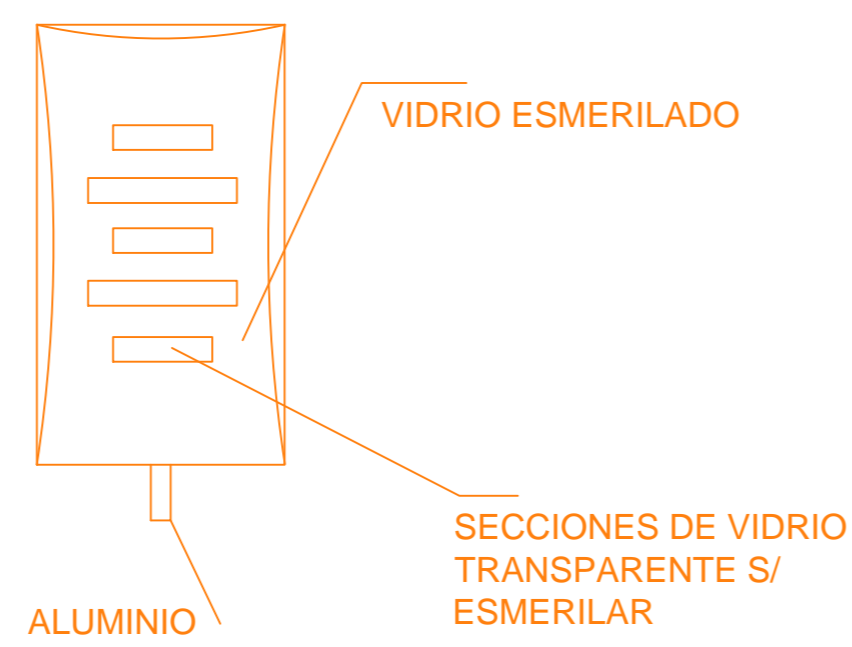 VIDRIO ESMERILADO
SECCIONES DE VIDRIO
TRANSPARENTE S/
ESMERILAR
ALUMINIO